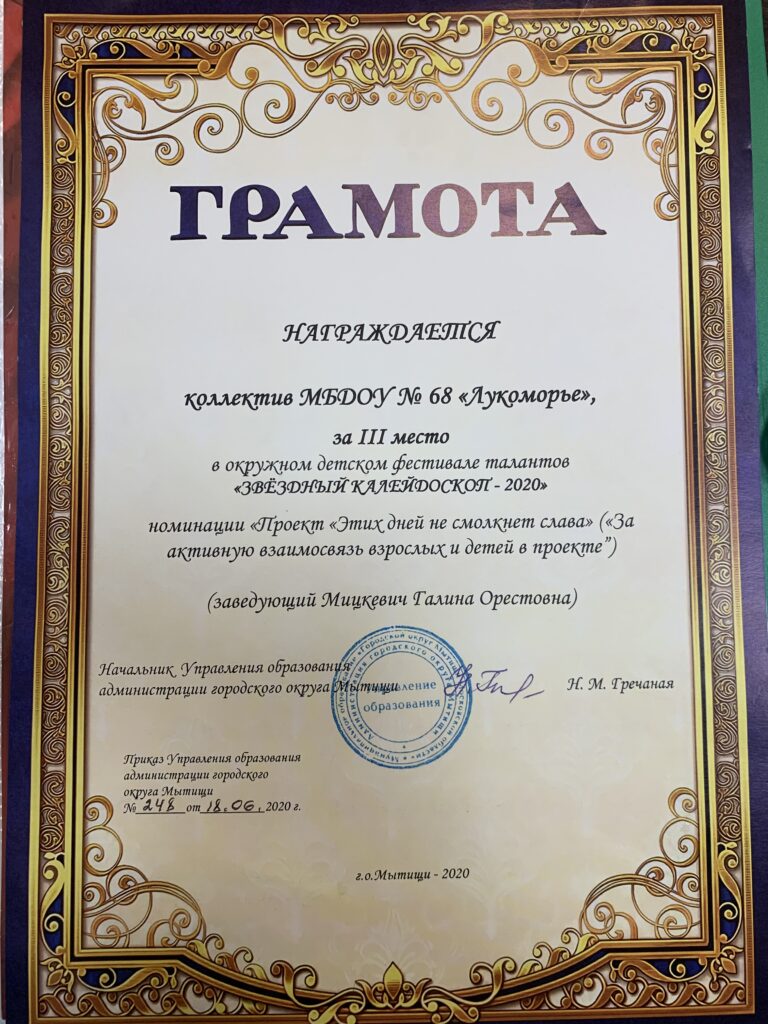 ГРАМОТА
НАГРАЖДАЕТСЯ
коллектив МБДОУ № 68 «Лукоморье»,
за III место
в окружном детском фестивале талантов
«ЗВЁЗДНЫЙ КАЛЕЙДОСКОП - 2020»
номинации «Проект «Этих дней не смолкнет слава» («За
активную взаимосвязь взрослых и детей в проекте”)
(заведующий Мицкевич Галина Орестовна)
Начальник Управления образования
администрации городского округа Мытищи
Н. М. Гречаная
Управление
образования
Приказ Управления образования
администрации городского
округа Мытищи
№ 248 от 18.06. 2020 г.
г.о.Мытищи - 2020